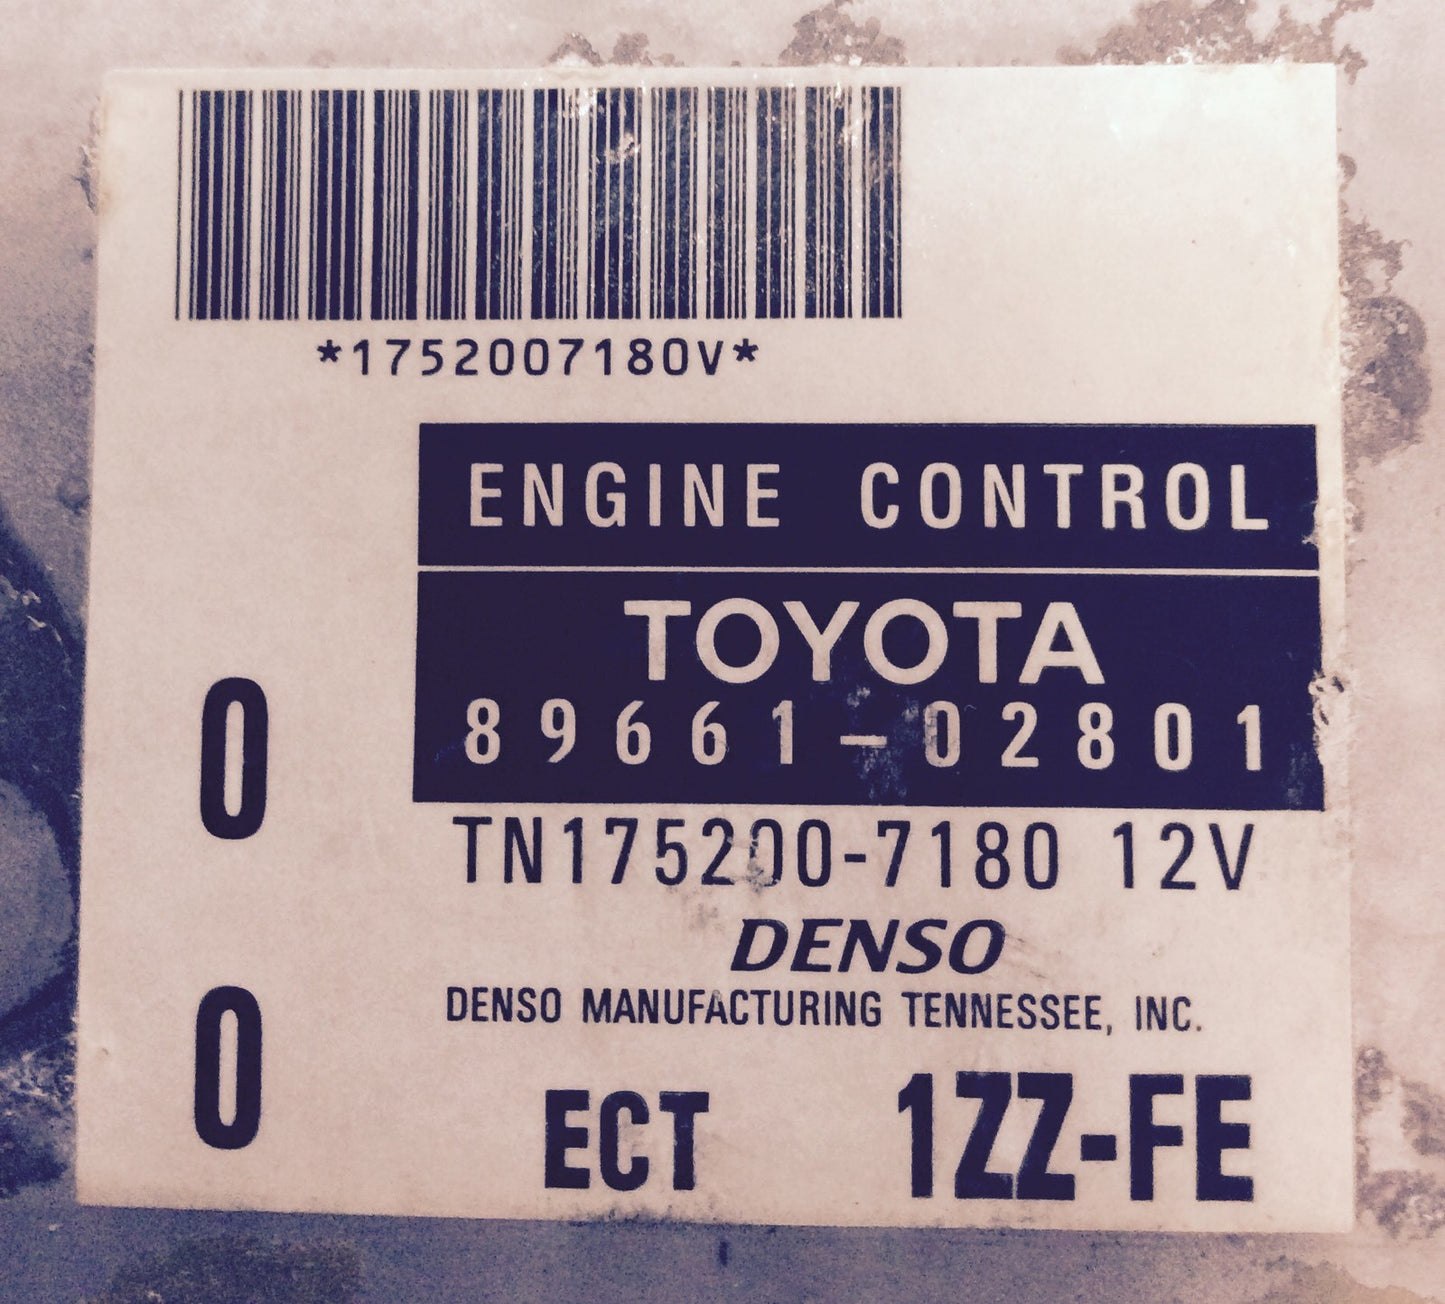 *1752007180V*
ENGINE CONTROL
TOYOTA
89661-02801
TN175200-7180 12V
DENSO
DENSO MANUFACTURING TENNESSEE, INC.
0
0
ECT 1ZZ-FE